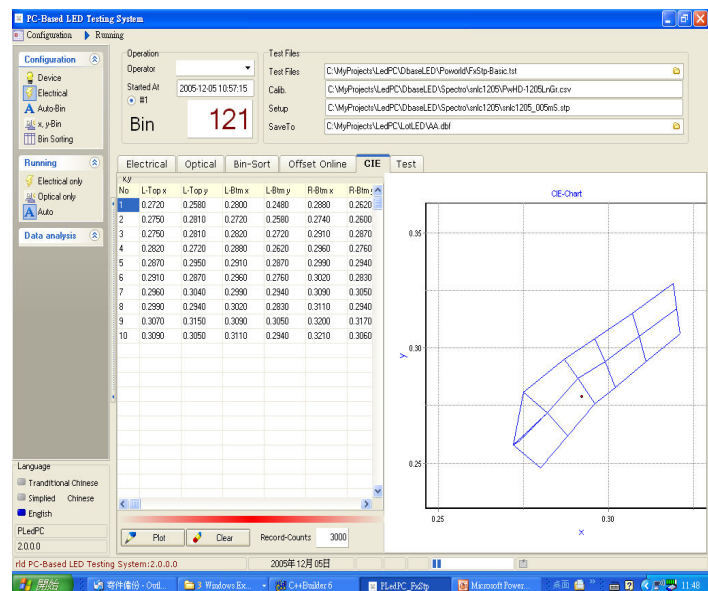 PC-Based LED Testing System
Configuration Running
Configuration
Device
Electrical
Auto-Bin
x, y-Bin
Bin Sorting
Running
Electrical only
Optical only
Auto
Data analysis
Operation
Operator
Started At 2005-12-05 10:57:15
#1
Bin 121
Test Files
Test Files C:\MyProjects\LedPC\DbaseLED\Poworld\FxStp-Basic.tst
Calib. C:\MyProjects\LedPC\DbaseLED\Spectro\snlc1205\PwHD-1205LnGr.csv
Setup C:\MyProjects\LedPC\DbaseLED\Spectro\snlc1205\snlc1205_005mS.stp
SaveTo C:\MyProjects\LedPC\LotLED\AA.dbf
Electrical Optical Bin-Sort Offset Online CIE Test
x,y
No L-Top x L-Top y L-Btm x L-Btm y R-Btm x R-Btm
1 0.2720 0.2580 0.2800 0.2480 0.2880 0.2620
2 0.2750 0.2810 0.2720 0.2580 0.2740 0.2600
3 0.2750 0.2810 0.2820 0.2720 0.2910 0.2870
4 0.2820 0.2720 0.2880 0.2620 0.2960 0.2760
5 0.2870 0.2950 0.2910 0.2870 0.2990 0.2940
6 0.2910 0.2870 0.2960 0.2760 0.3020 0.2830
7 0.2960 0.3040 0.2990 0.2940 0.3090 0.3050
8 0.2990 0.2940 0.3020 0.2830 0.3110 0.2940
9 0.3070 0.3150 0.3090 0.3050 0.3200 0.3170
10 0.3090 0.3050 0.3110 0.2940 0.3210 0.3060
CIE-Chart
0.35
0.30
y
0.25
0.25 0.30
x
Plot Clear Record-Counts 3000
Language
Tranditional Chinese
Simplied Chinese
English
PLedPC
2.0.0.0
rld PC-Based LED Testing System:2.0.0.0 2005年12月05日
開始 寄件備份 - Outl... 3 Windows Ex... C++Builder 6 PLedPC_FxStp Microsoft Power... 桌面 » 11:48